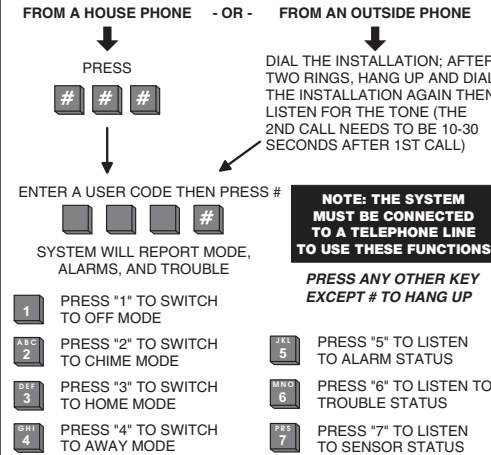 FROM A HOUSE PHONE - OR - FROM AN OUTSIDE PHONE
PRESS
# # #
DIAL THE INSTALLATION; AFTER
TWO RINGS, HANG UP AND DIAL
THE INSTALLATION AGAIN THEN
LISTEN FOR THE TONE (THE
2ND CALL NEEDS TO BE 10-30
SECONDS AFTER 1ST CALL)
ENTER A USER CODE THEN PRESS #
#
SYSTEM WILL REPORT MODE,
ALARMS, AND TROUBLE
NOTE: THE SYSTEM
MUST BE CONNECTED
TO A TELEPHONE LINE
TO USE THESE FUNCTIONS
PRESS ANY OTHER KEY
EXCEPT # TO HANG UP
1
PRESS "1" TO SWITCH
TO OFF MODE
ABC
2
PRESS "2" TO SWITCH
TO CHIME MODE
DEF
3
PRESS "3" TO SWITCH
TO HOME MODE
GHI
4
PRESS "4" TO SWITCH
TO AWAY MODE
JKL
5
PRESS "5" TO LISTEN
TO ALARM STATUS
MNO
6
PRESS "6" TO LISTEN TO
TROUBLE STATUS
PRS
7
PRESS "7" TO LISTEN
TO SENSOR STATUS